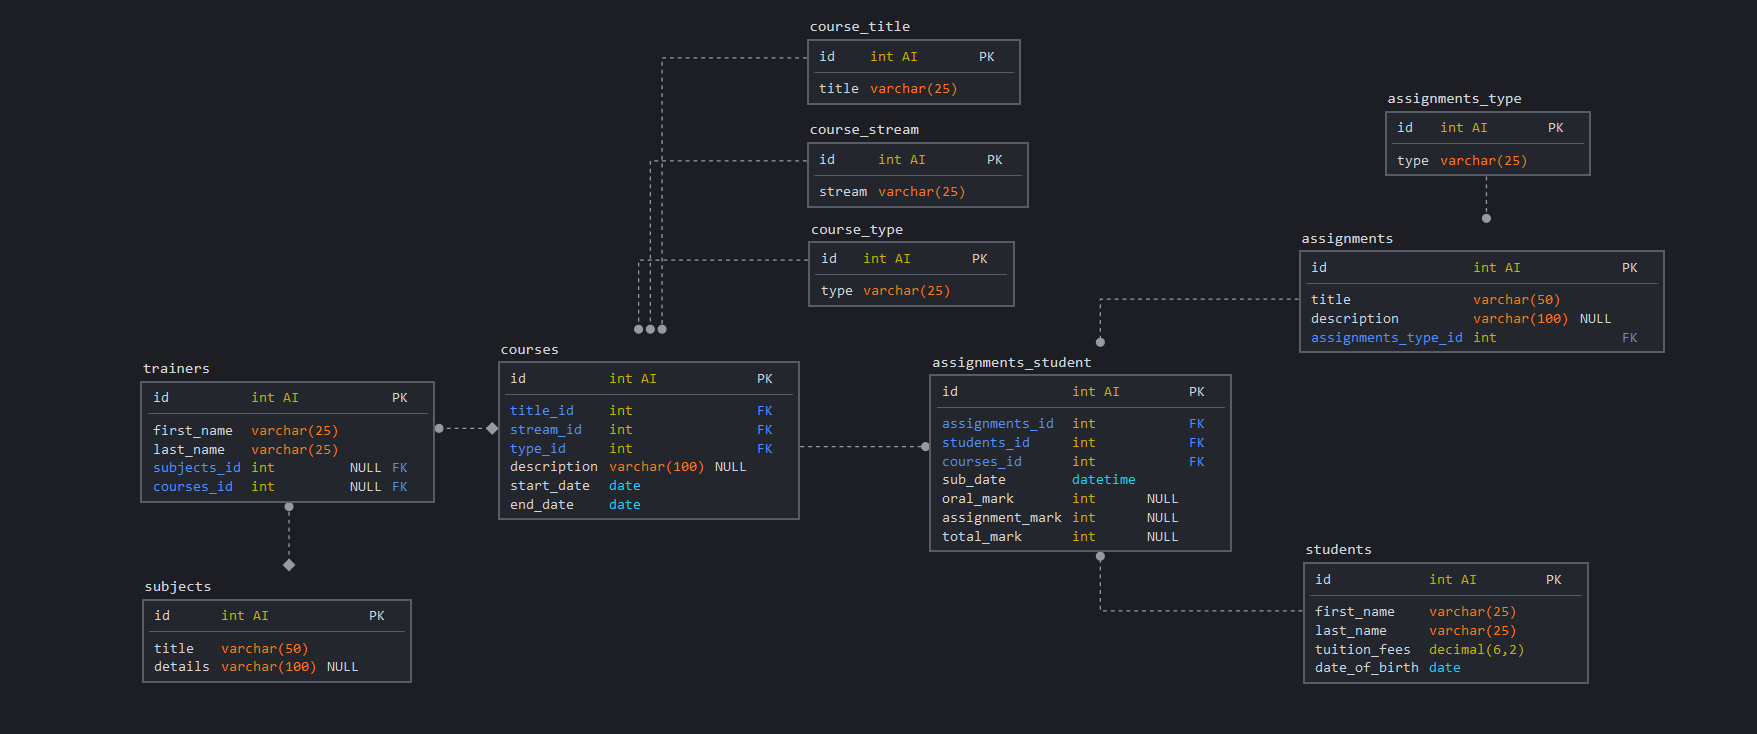 course_title
id int AI PK
title varchar(25)
course_stream
id int AI PK
stream varchar(25)
course_type
id int AI PK
type varchar(25)
assignments_type
id int AI PK
type varchar(25)
assignments
id int AI PK
title varchar(50)
description varchar(100) NULL
assignments_type_id int FK
trainers
id int AI PK
first_name varchar(25)
last_name varchar(25)
subjects_id int NULL FK
courses_id int NULL FK
courses
id int AI PK
title_id int FK
stream_id int FK
type_id int FK
description varchar(100) NULL
start_date date
end_date date
assignments_student
id int AI PK
assignments_id int FK
students_id int FK
courses_id int FK
sub_date datetime
oral_mark int NULL
assignment_mark int NULL
total_mark int NULL
subjects
id int AI PK
title varchar(50)
details varchar(100) NULL
students
id int AI PK
first_name varchar(25)
last_name varchar(25)
tuition_fees decimal(6,2)
date_of_birth date